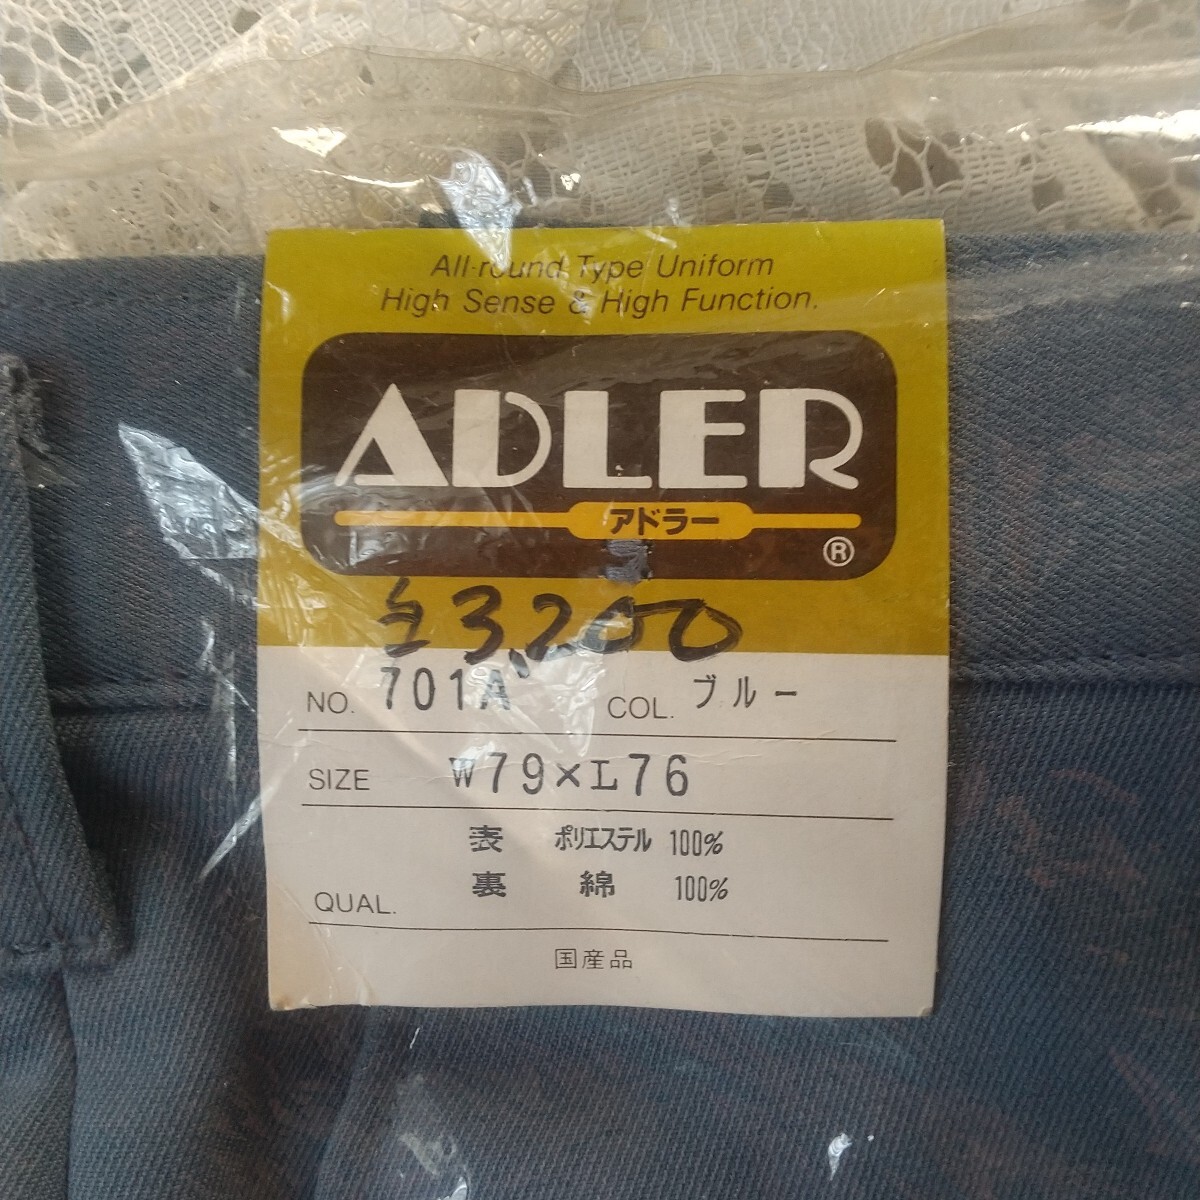 All-round Type Uniform
High Sense & High Function.
ADLER
アドラー
®
¥3,200
NO. 701A COL. ブルー
SIZE W79×L76
表 ポリエステル 100%
裏 綿 100%
QUAL.
国産品